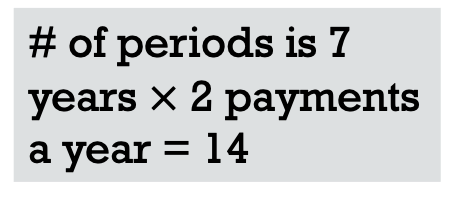 # of periods is 7
years × 2 payments
a year = 14